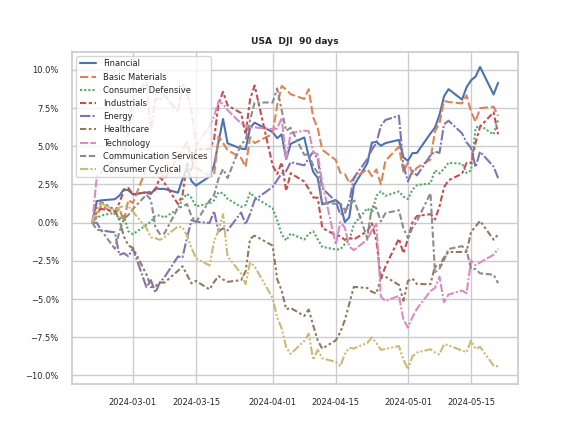 USA DJI 90 days
Financial
Basic Materials
Consumer Defensive
Industrials
Energy
Healthcare
Technology
Communication Services
Consumer Cyclical
10.0%
7.5%
5.0%
2.5%
0.0%
−2.5%
−5.0%
−7.5%
−10.0%
2024-03-01
2024-03-15
2024-04-01
2024-04-15
2024-05-01
2024-05-15